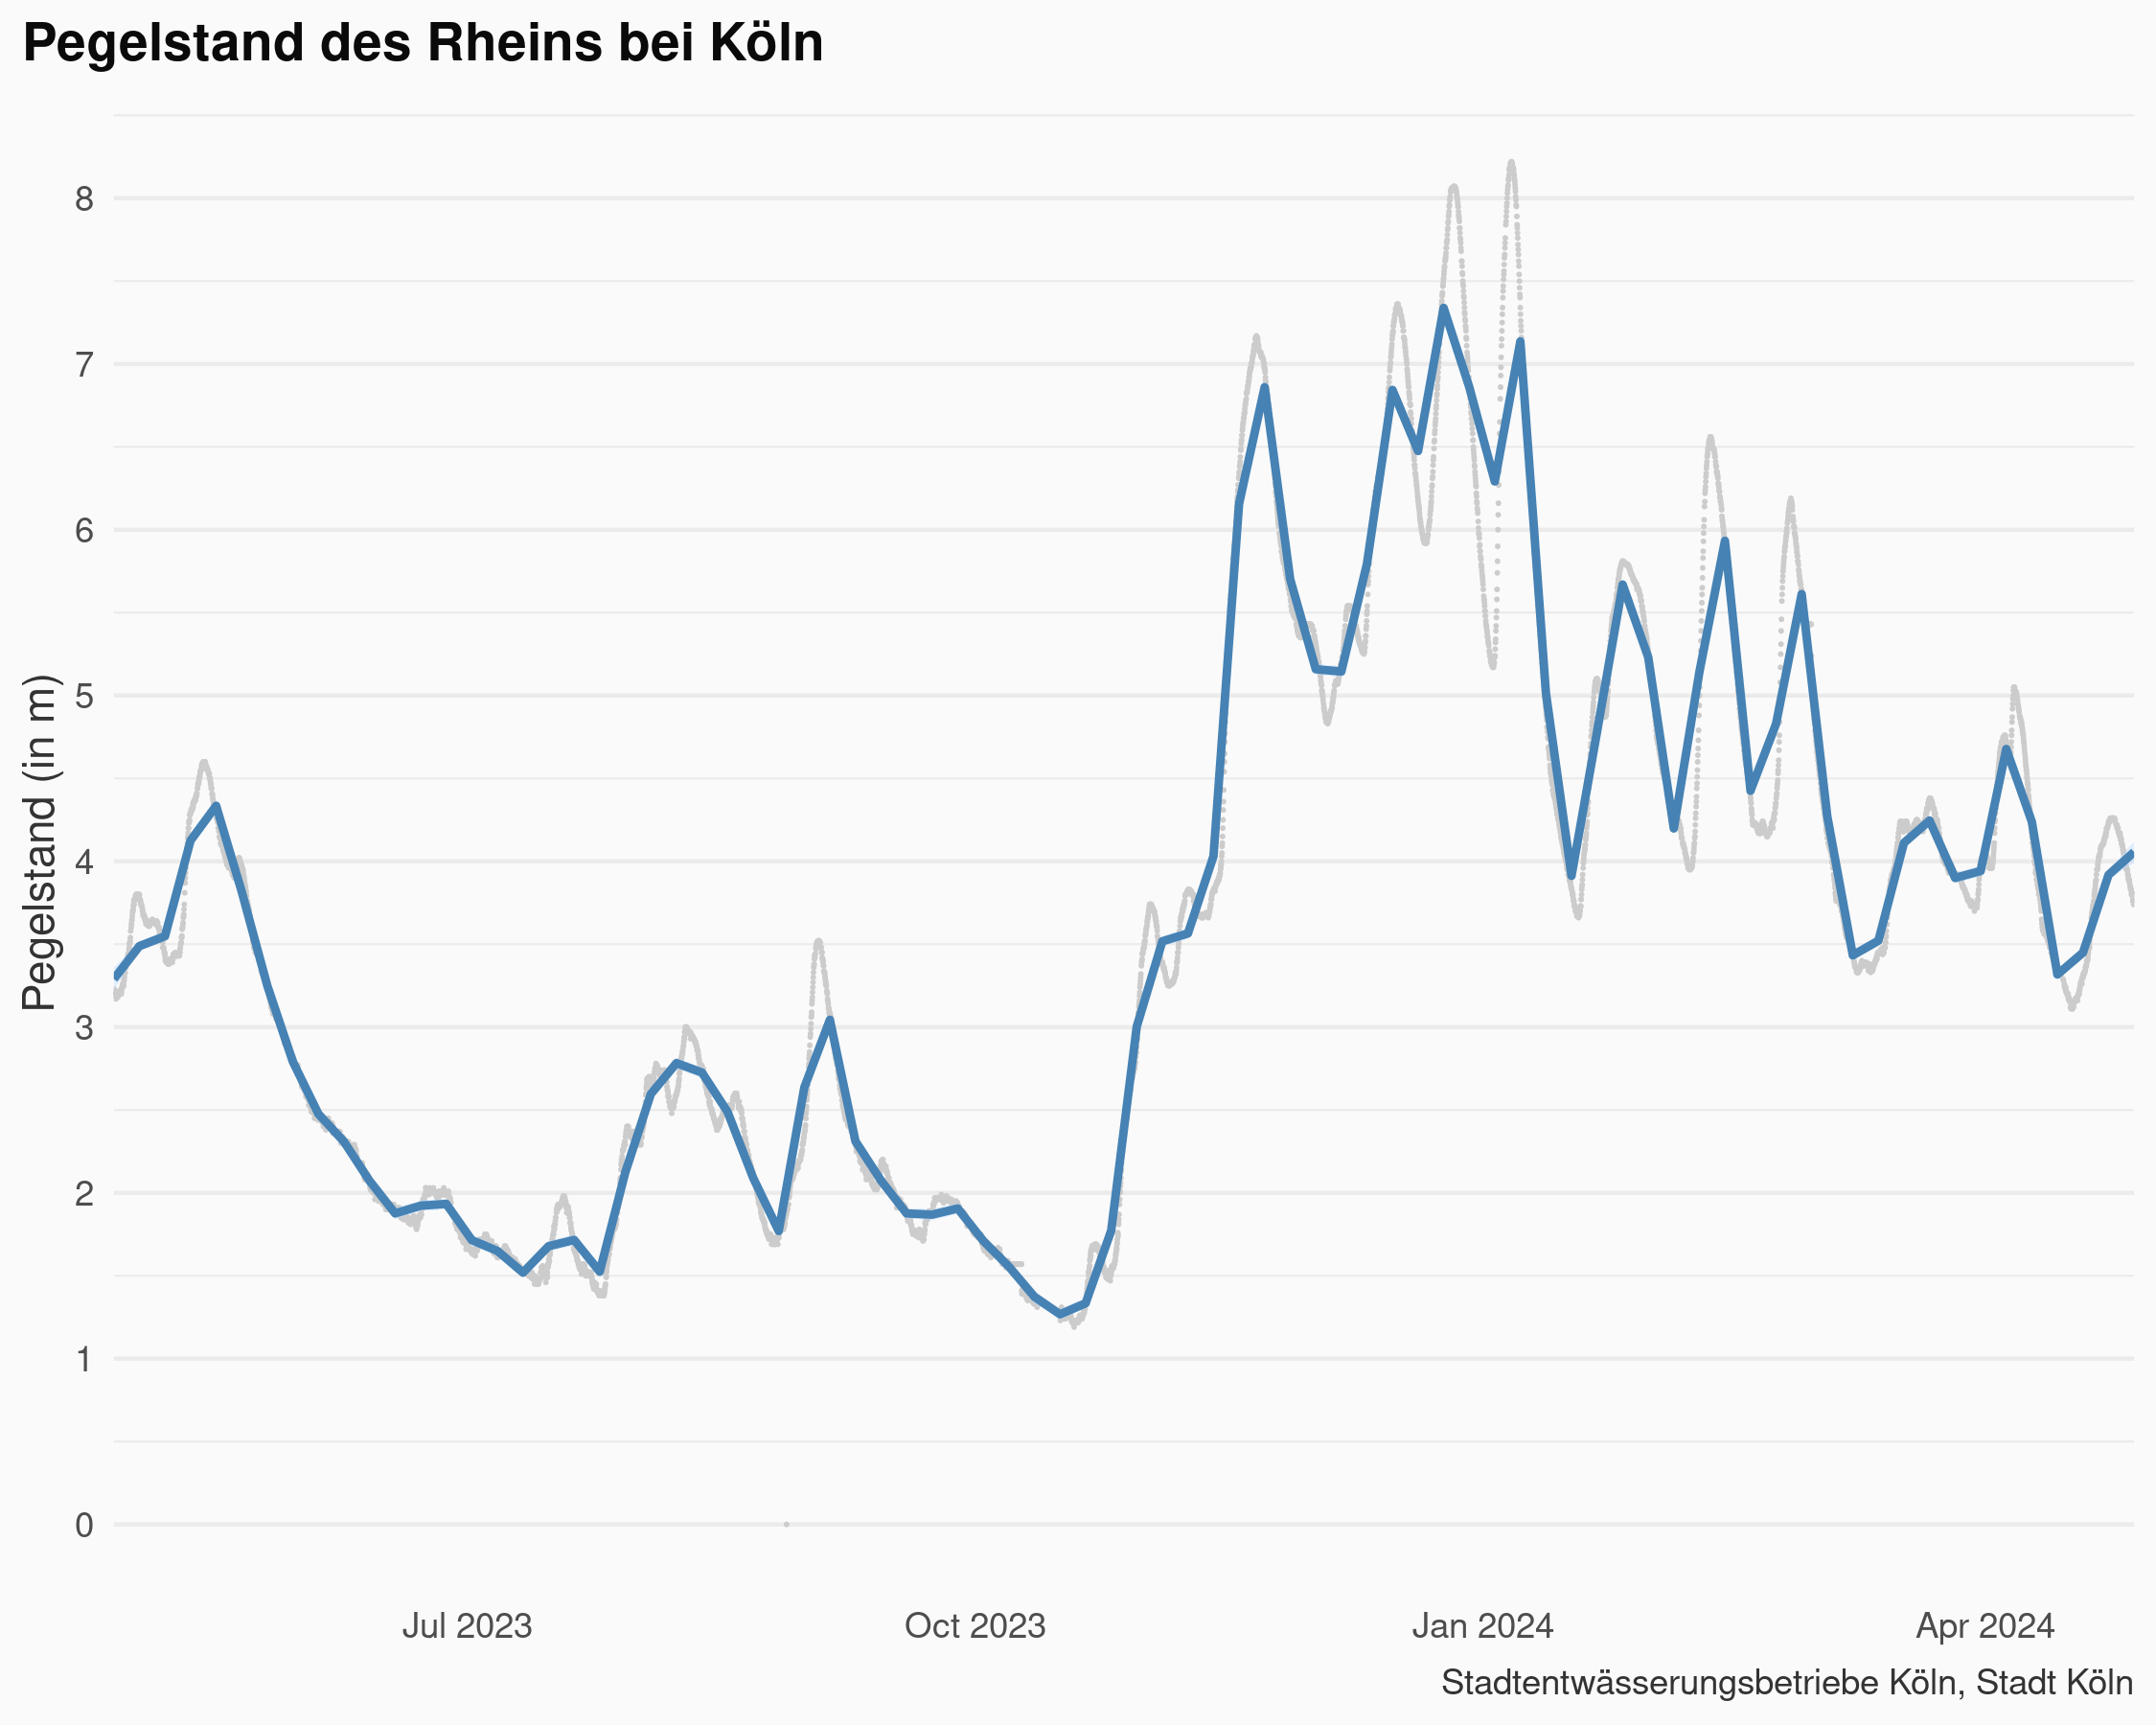 Pegelstand des Rheins bei Köln
Pegelstand (in m)
8
7
6
5
4
3
2
1
0
Jul 2023
Oct 2023
Jan 2024
Apr 2024
Stadtentwässerungsbetriebe Köln, Stadt Köln